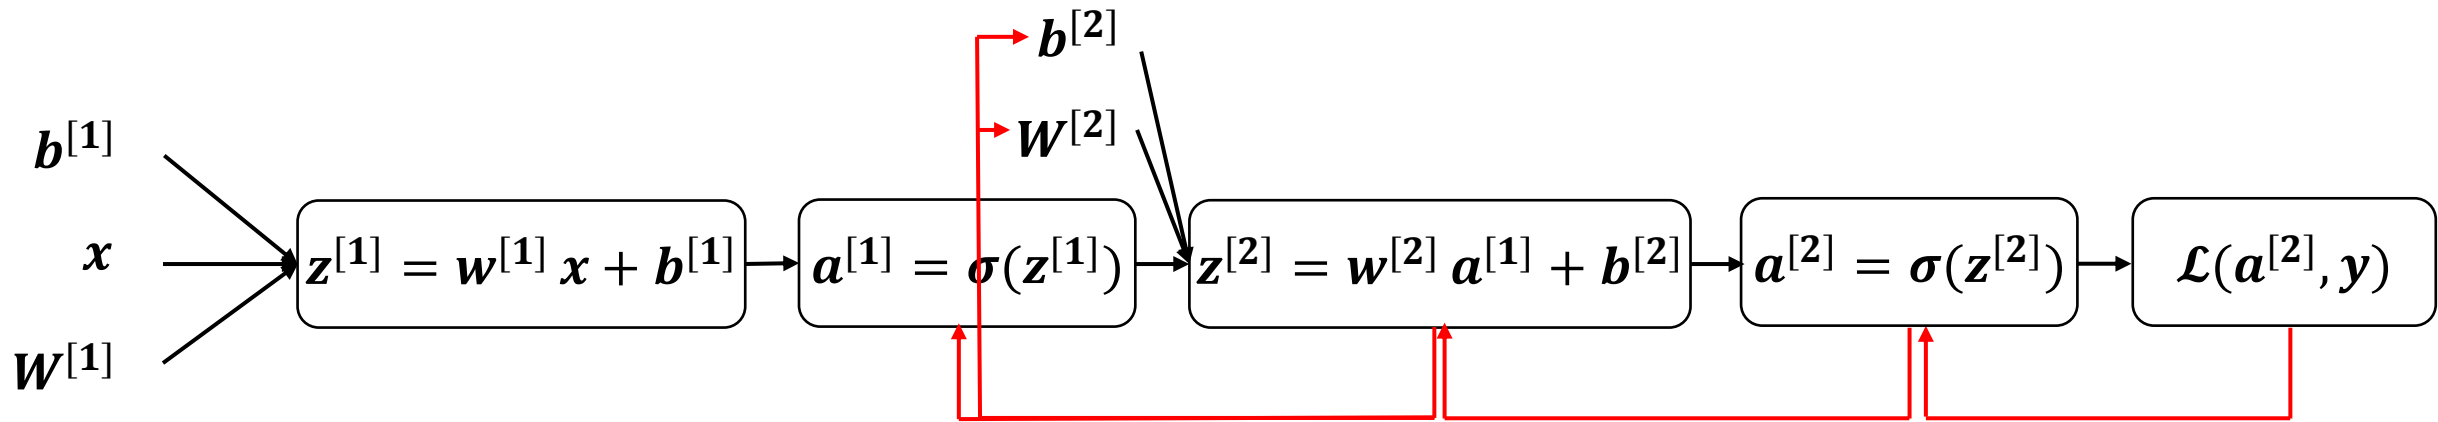 b^[2]
W^[2]
b^[1]
x
W^[1]
z^[1] = w^[1] x + b^[1]
a^[1] = σ(z^[1])
z^[2] = w^[2] a^[1] + b^[2]
a^[2] = σ(z^[2])
ℒ(a^[2], y)